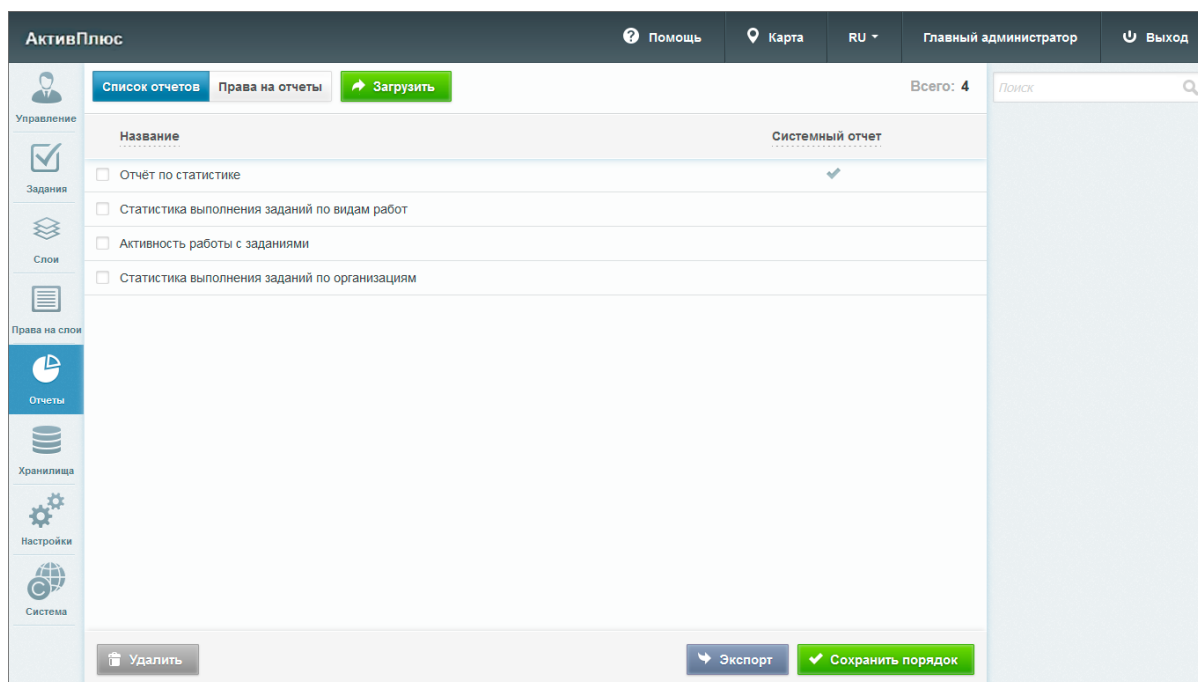 АктивПлюс
Помощь
Карта
RU
Главный администратор
Выход
Управление
Задания
Слои
Права на слои
Отчеты
Хранилища
Настройки
Система
Список отчетов
Права на отчеты
Загрузить
Всего: 4
Поиск
Название
Системный отчет
Отчёт по статистике
Статистика выполнения заданий по видам работ
Активность работы с заданиями
Статистика выполнения заданий по организациям
Удалить
Экспорт
Сохранить порядок